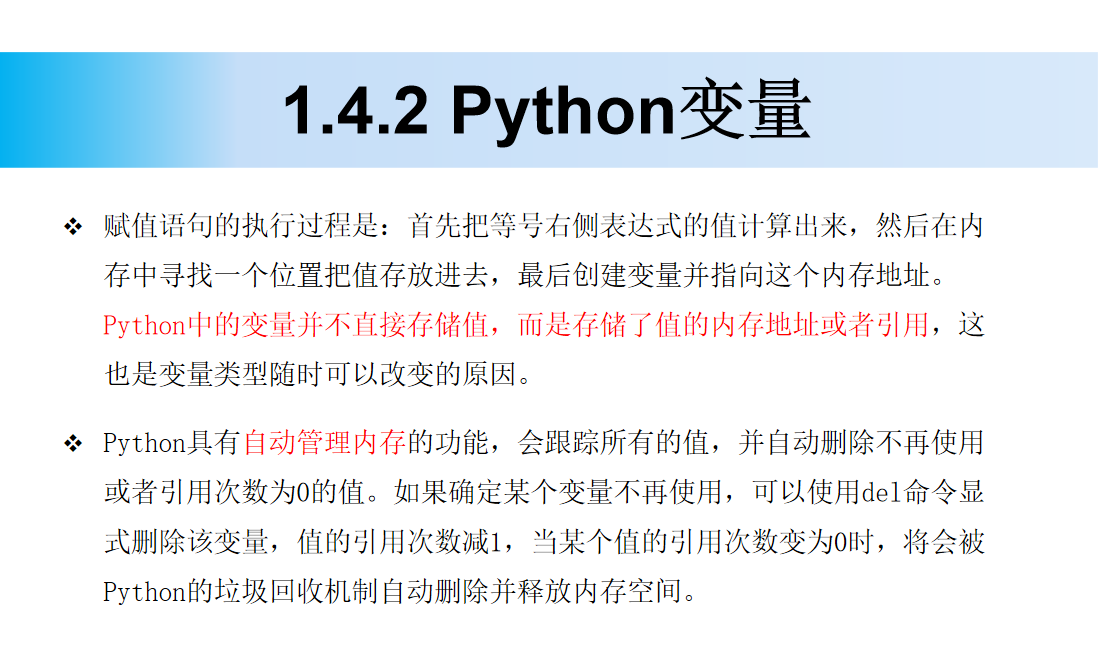 1.4.2 Python变量
赋值语句的执行过程是：首先把等号右侧表达式的值计算出来，然后在内
存中寻找一个位置把值存放进去，最后创建变量并指向这个内存地址。
Python中的变量并不直接存储值，而是存储了值的内存地址或者引用，这
也是变量类型随时可以改变的原因。
Python具有自动管理内存的功能，会跟踪所有的值，并自动删除不再使用
或者引用次数为0的值。如果确定某个变量不再使用，可以使用del命令显
式删除该变量，值的引用次数减1，当某个值的引用次数变为0时，将会被
Python的垃圾回收机制自动删除并释放内存空间。